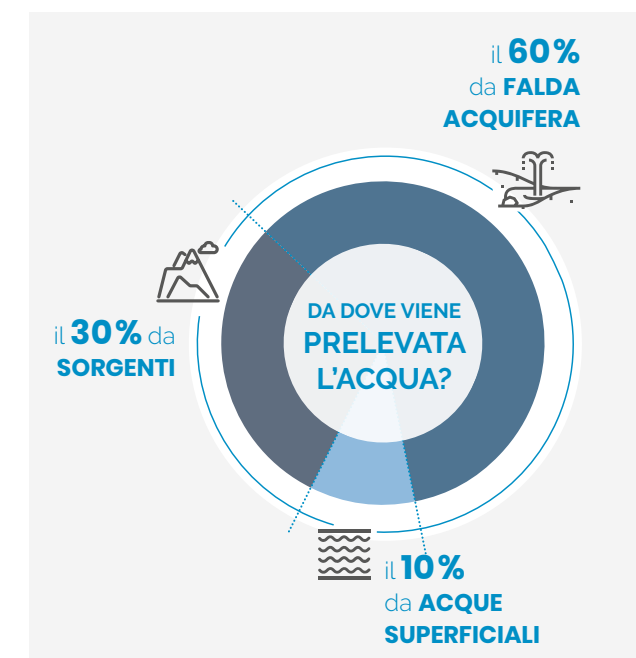 il 60%
da FALDA
ACQUIFERA
DA DOVE VIENE
PRELEVATA
L'ACQUA?
il 30% da
SORGENTI
il 10%
da ACQUE
SUPERFICIALI